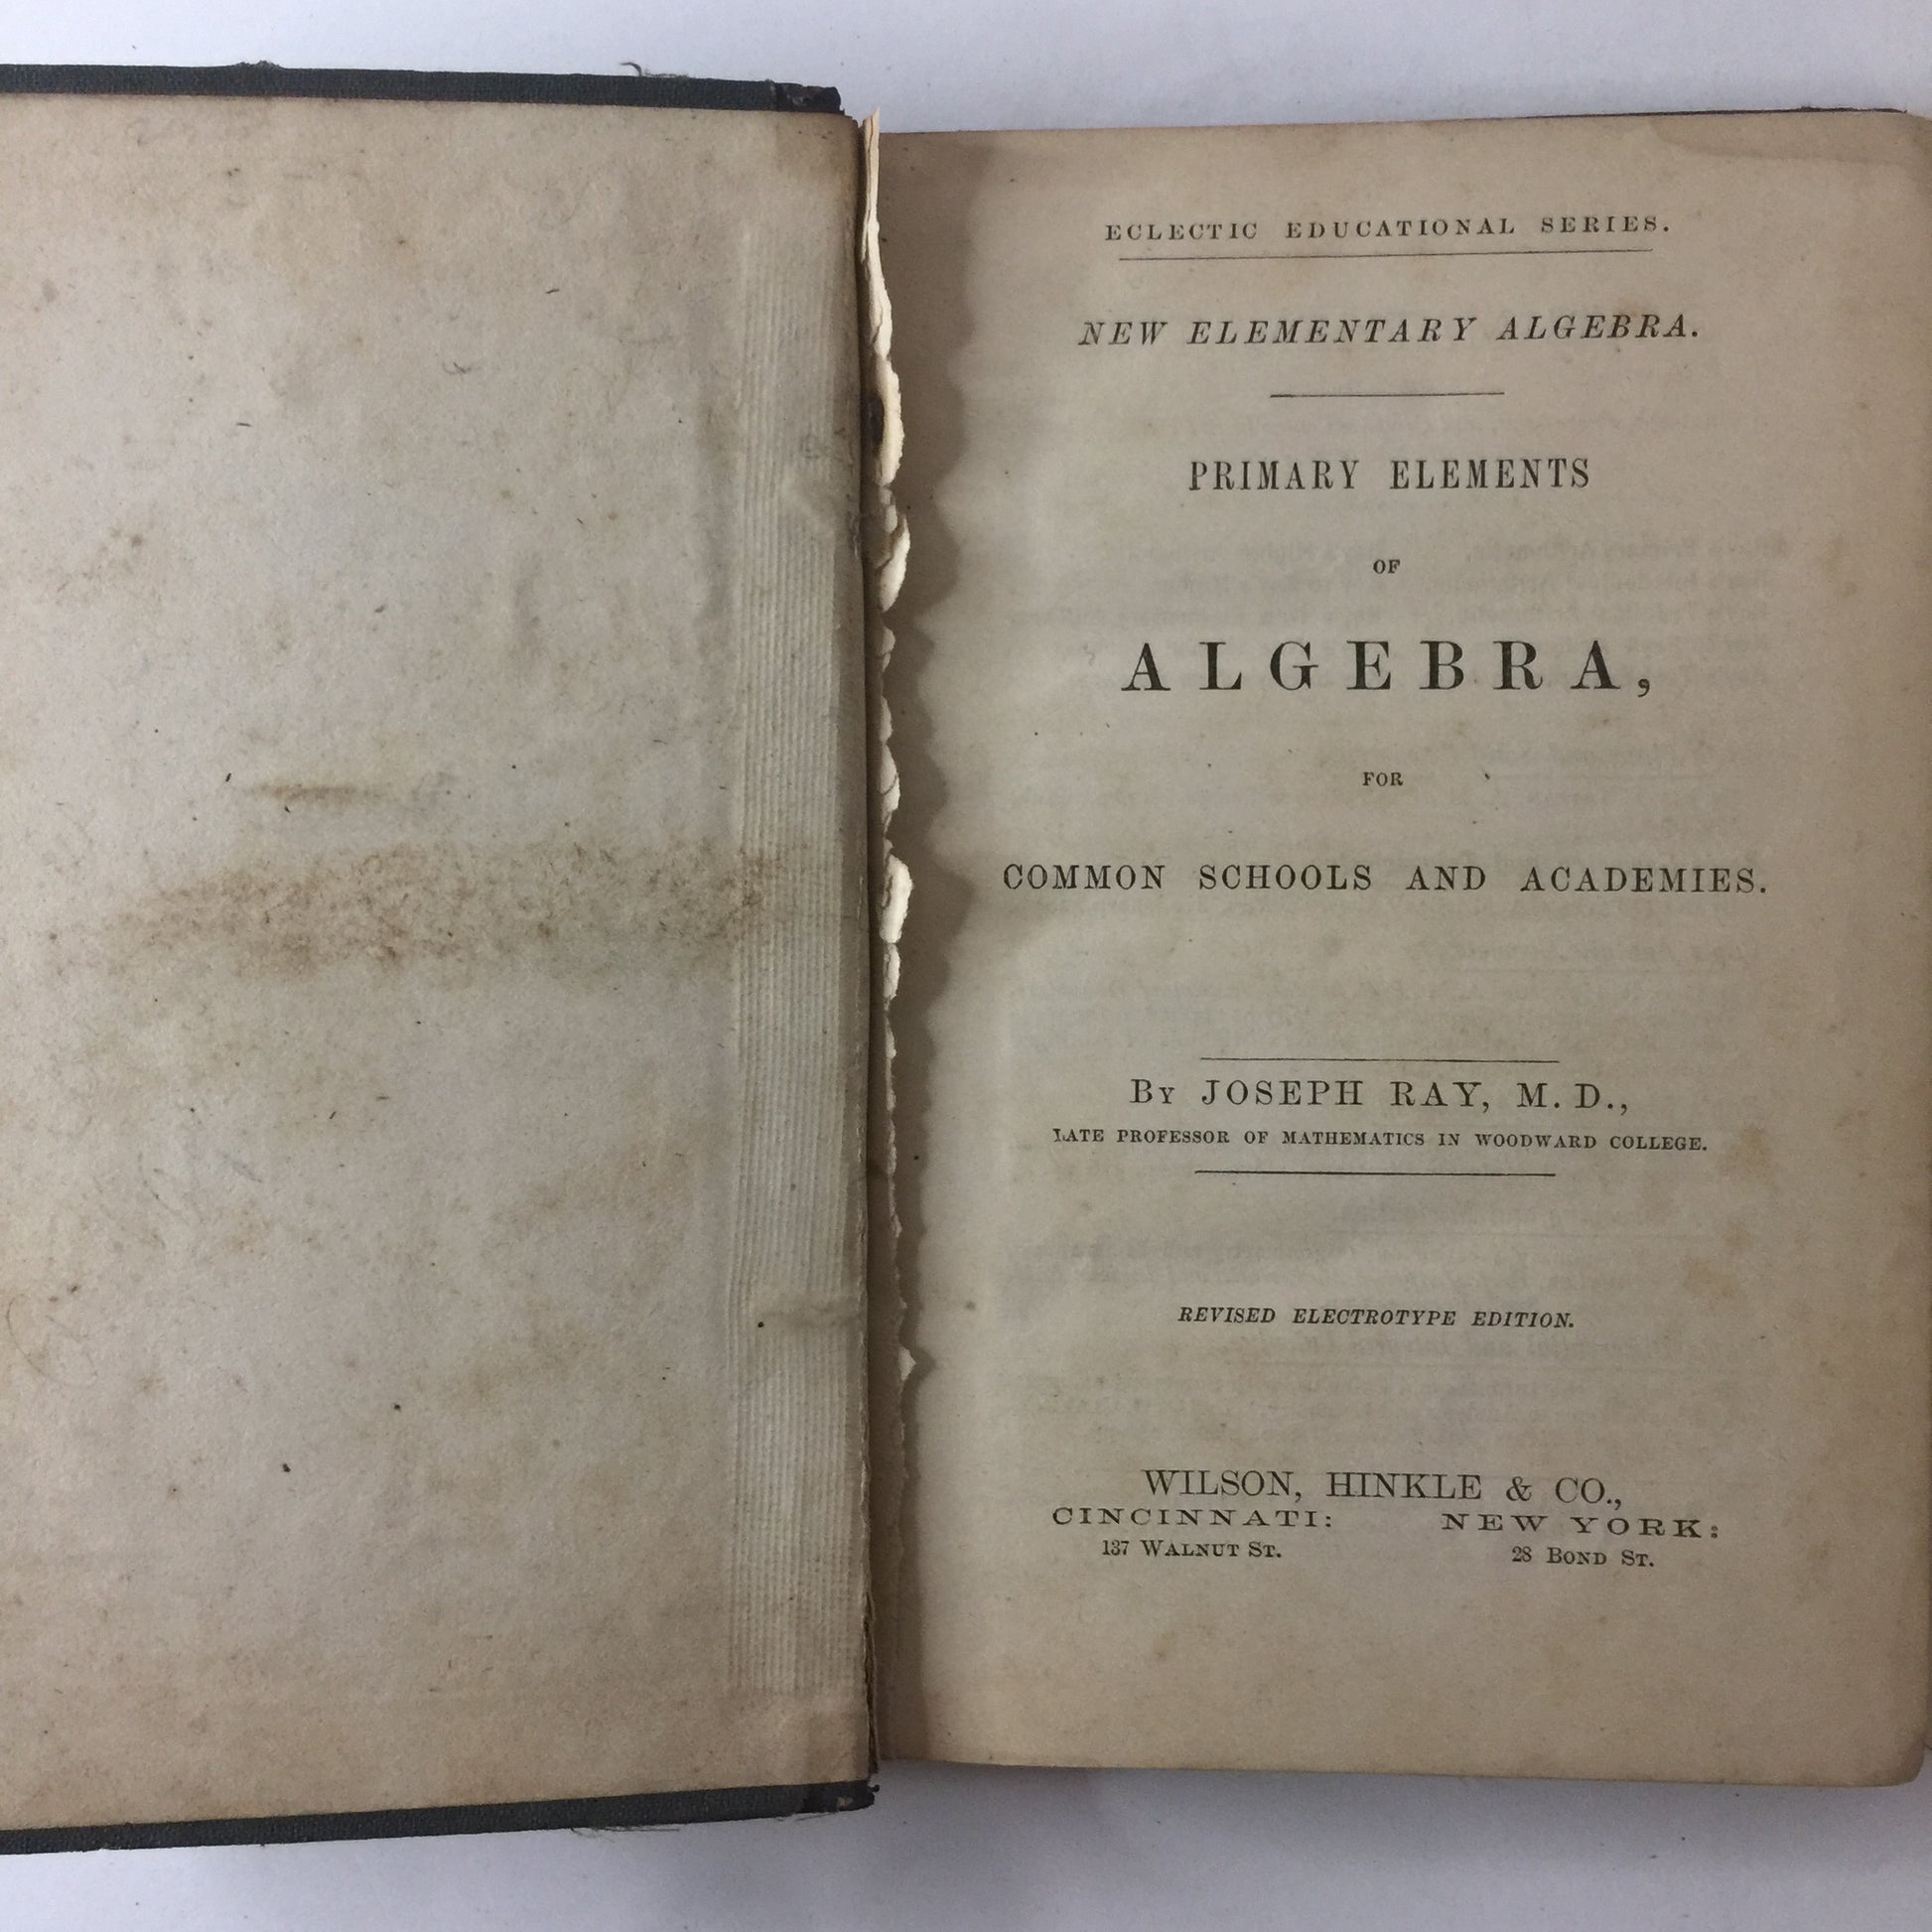 ECLECTIC EDUCATIONAL SERIES.
NEW ELEMENTARY ALGEBRA.
PRIMARY ELEMENTS
OF
ALGEBRA,
FOR
COMMON SCHOOLS AND ACADEMIES.
By JOSEPH RAY, M. D.,
LATE PROFESSOR OF MATHEMATICS IN WOODWARD COLLEGE.
REVISED ELECTROTYPE EDITION.
WILSON, HINKLE & CO.,
CINCINNATI: NEW YORK:
137 WALNUT ST. 28 BOND ST.